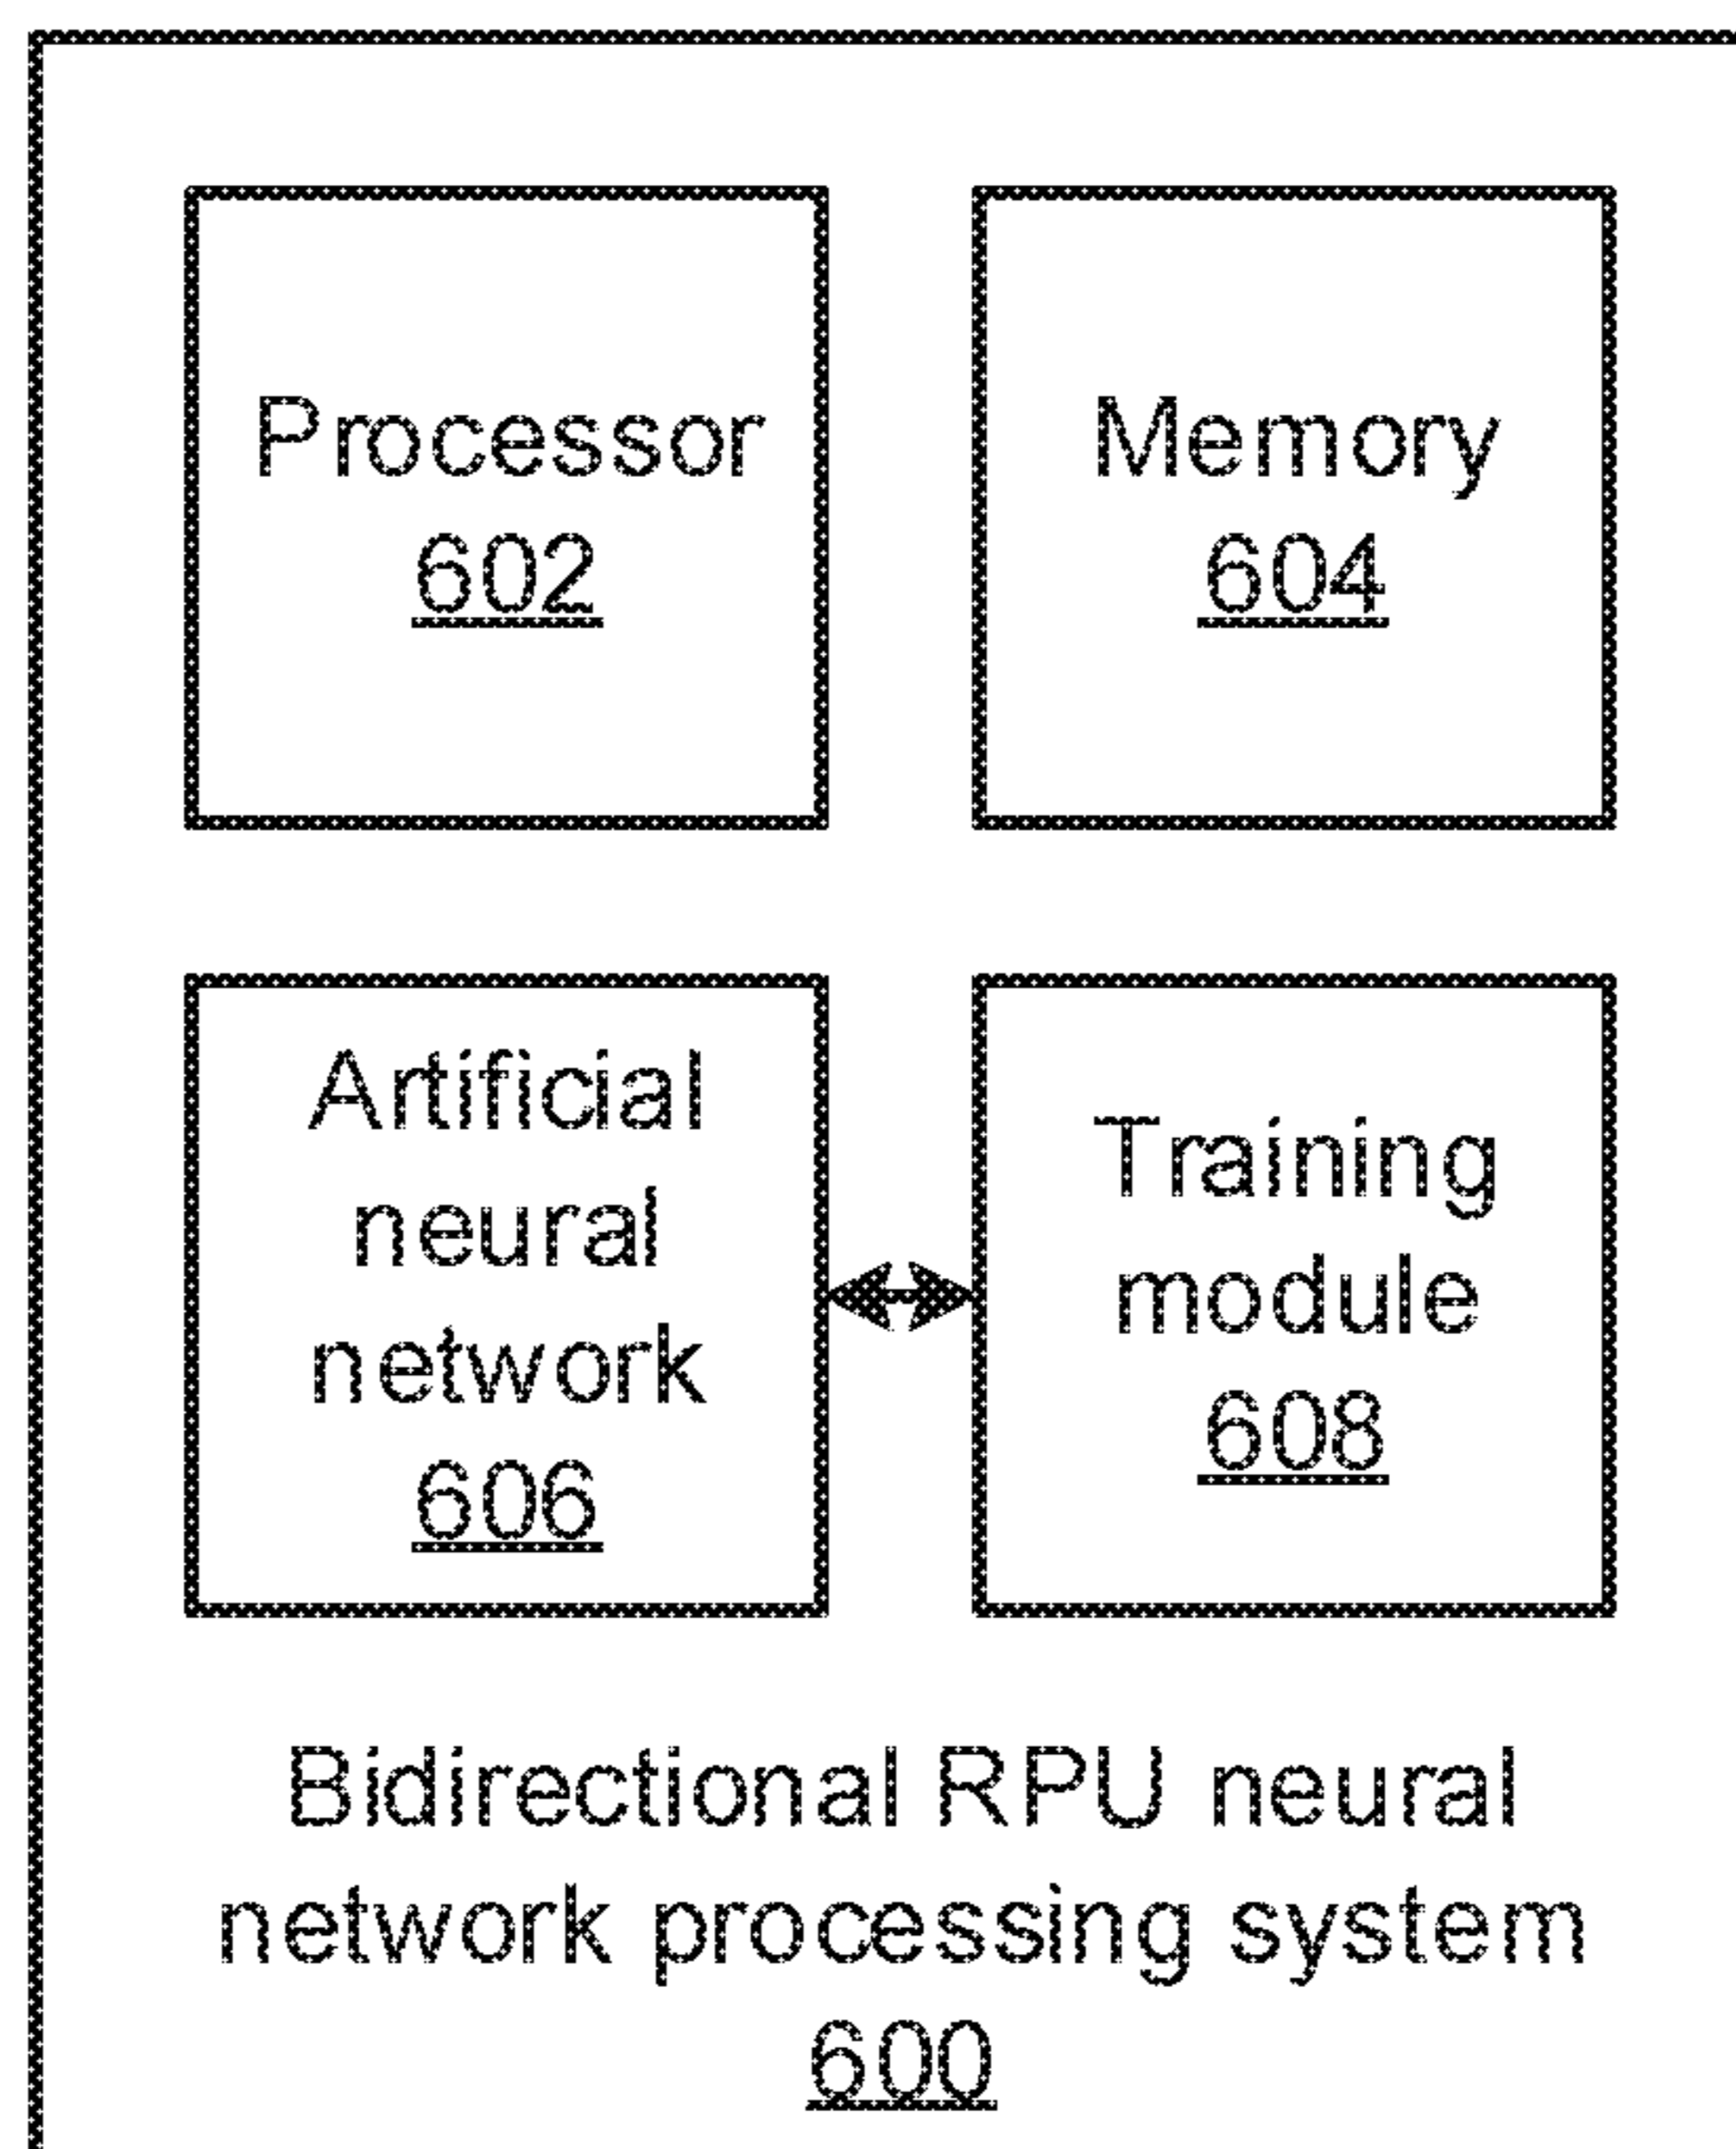 Processor
602
Memory
604
Artificial
neural
network
606
Training
module
608
Bidirectional RPU neural
network processing system
600